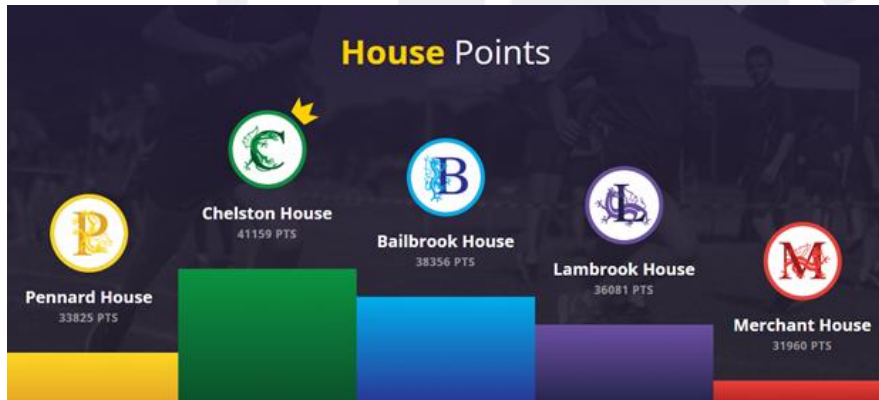 House Points
C
Chelston House
41159 PTS
B
Bailbrook House
38356 PTS
L
Lambrook House
36081 PTS
P
Pennard House
33825 PTS
M
Merchant House
31960 PTS